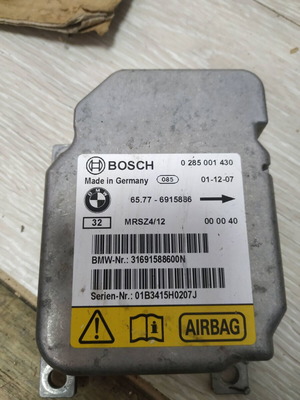 BOSCH 0 285 001 430
Made in Germany 085 01-12-07
BMW 65.77 - 6915886
32 MRSZ4/12 00 00 40
BMW-Nr.: 31691588600N
Serien-Nr.: 01B3415H0207J
AIRBAG